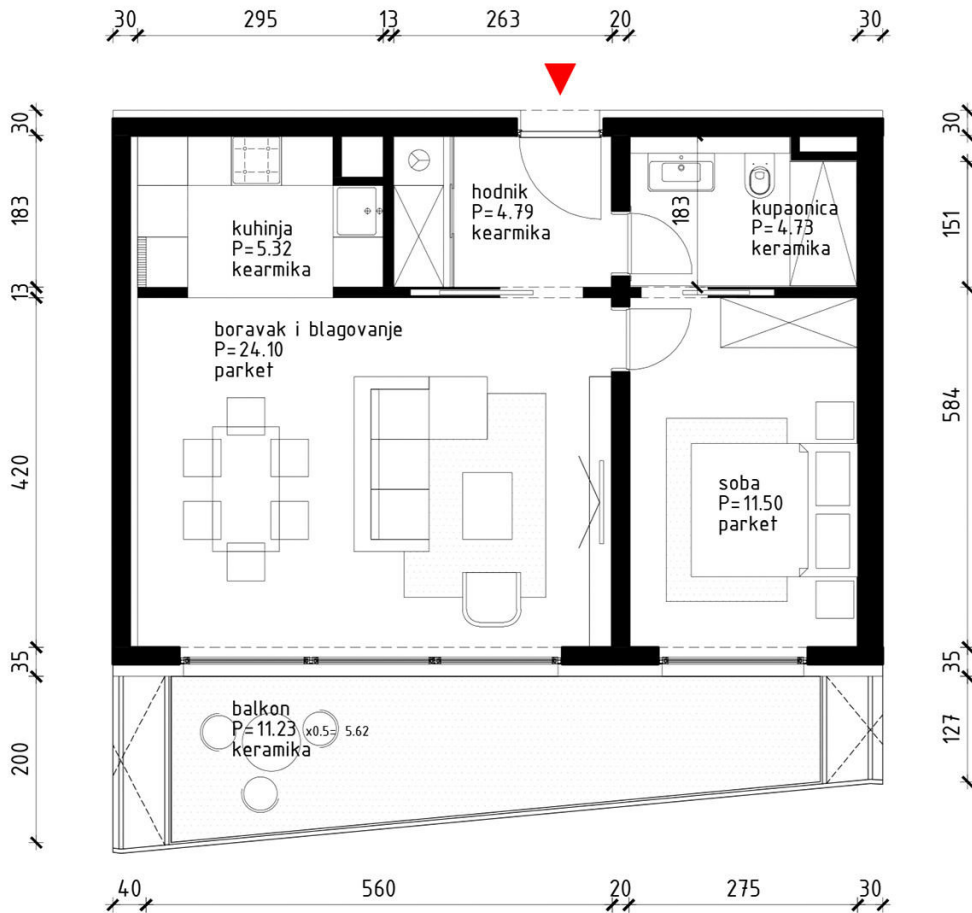 30 295 13 263 20 30
30
30
183
183
151
hodnik
P=4.79
kearmika
kupaonica
P=4.73
keramika
kuhinja
P=5.32
kearmika
13
boravak i blagovanje
P=24.10
parket
584
420
soba
P=11.50
parket
35
35
balkon
P=11.23 x0.5= 5.62
keramika
127
200
40 560 20 275 30